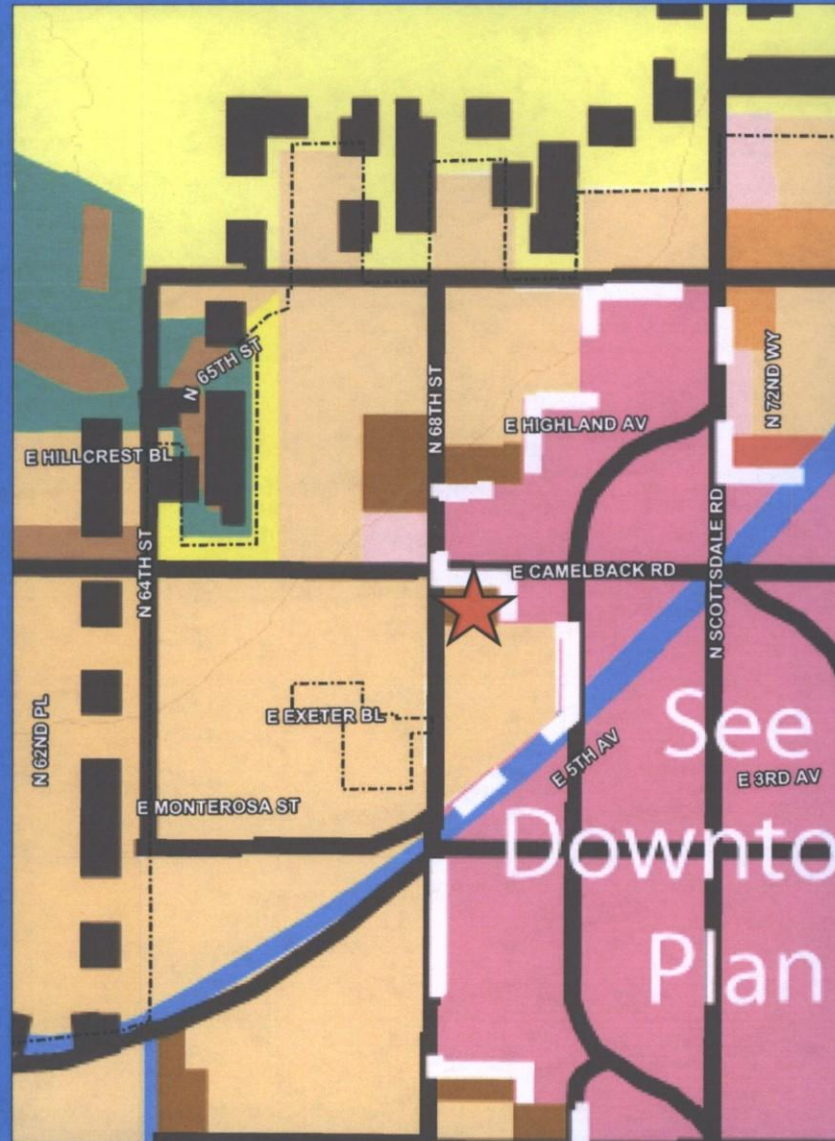 N 65TH ST
N 68TH ST
N 72ND WY
E HIGHLAND AV
E HILLCREST BL
N 64TH ST
N SCOTTSDALE RD
E CAMELBACK RD
N 62ND PL
E EXETER BL
E 5TH AV
E 3RD AV
E MONTEROSA ST
See
Downto
Plan